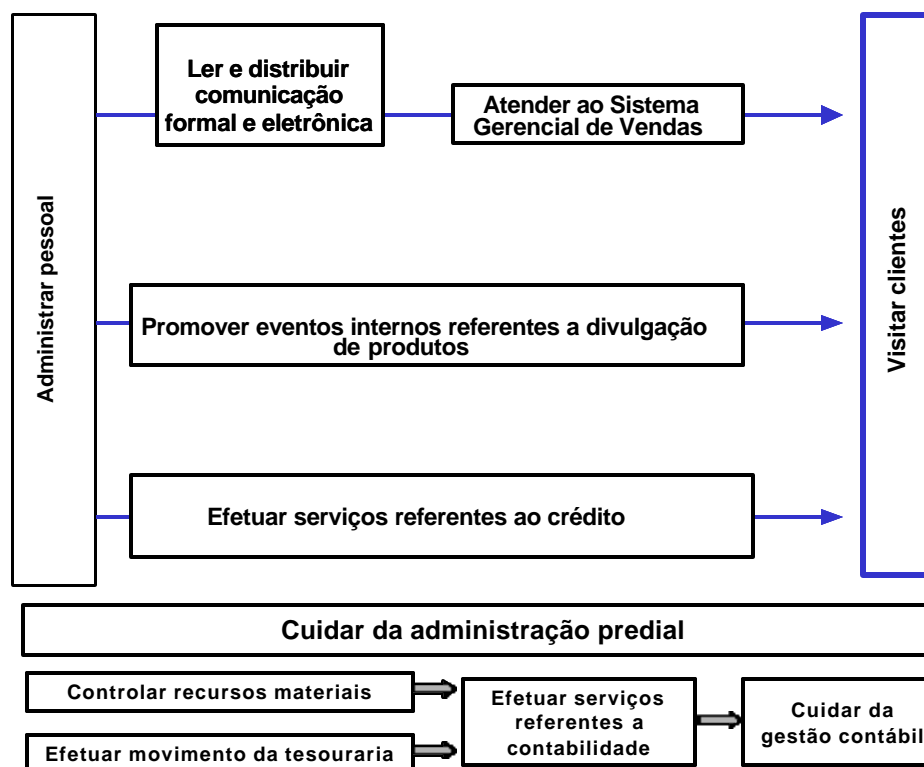 Administrar pessoal
Ler e distribuir
comunicação
formal e eletrônica
Atender ao Sistema
Gerencial de Vendas
Promover eventos internos referentes a divulgação
de produtos
Efetuar serviços referentes ao crédito
Visitar clientes
Cuidar da administração predial
Controlar recursos materiais
Efetuar movimento da tesouraria
Efetuar serviços
referentes a
contabilidade
Cuidar da
gestão contábil